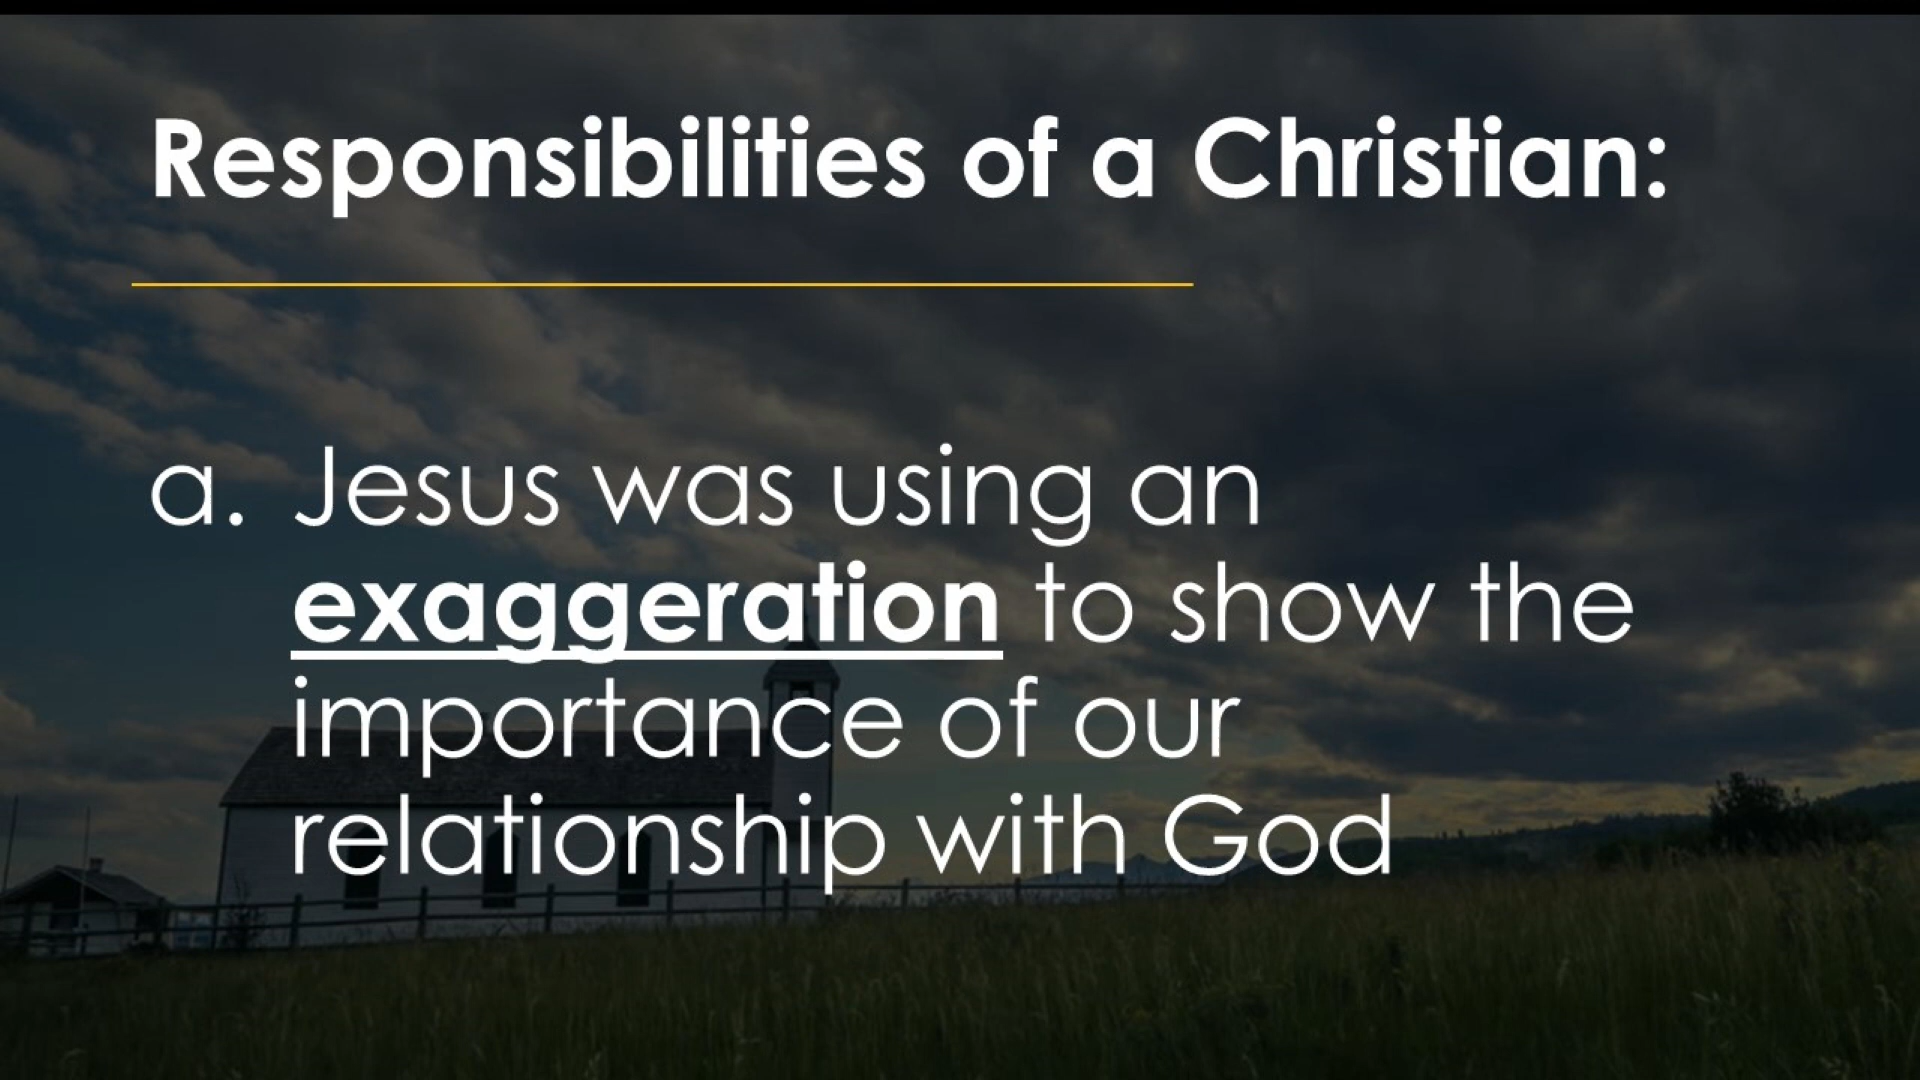 Responsibilities of a Christian:
a. Jesus was using an
exaggeration to show the
importance of our
relationship with God